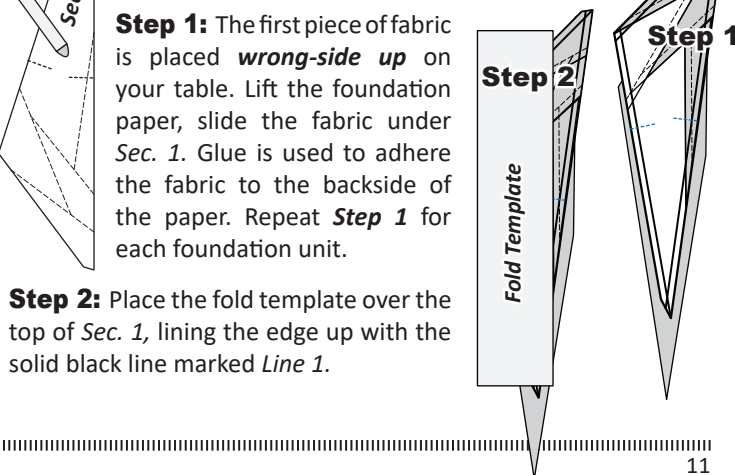 Sec
Step 1: The first piece of fabric
is placed wrong-side up on
your table. Lift the foundation
paper, slide the fabric under
Sec. 1. Glue is used to adhere
the fabric to the backside of
the paper. Repeat Step 1 for
each foundation unit.
Step 2: Place the fold template over the
top of Sec. 1, lining the edge up with the
solid black line marked Line 1.
Step 2
Fold Template
Step 1
11